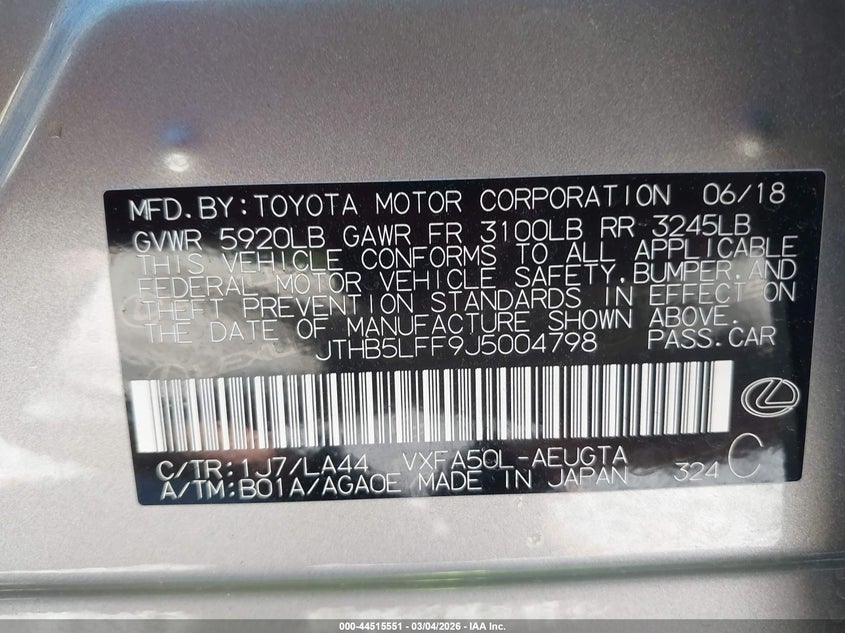 MFD.BY:TOYOTA MOTOR CORPORATION 06/18
GVWR 5920LB GAWR FR 3100LB RR 3245LB
THIS VEHICLE CONFORMS TO ALL APPLICABLE
FEDERAL MOTOR VEHICLE SAFETY,BUMPER,AND
THEFT PREVENTION STANDARDS IN EFFECT ON
THE DATE OF MANUFACTURE SHOWN ABOVE.
JTHB5LFF9J5004798 PASS.CAR
C/TR:1J7/LA44 VXFA50L-AEUGTA
A/TM:B01A/AGA0E MADE IN JAPAN 324 C
000-44515551 | 03/04/2026 - IAA Inc.